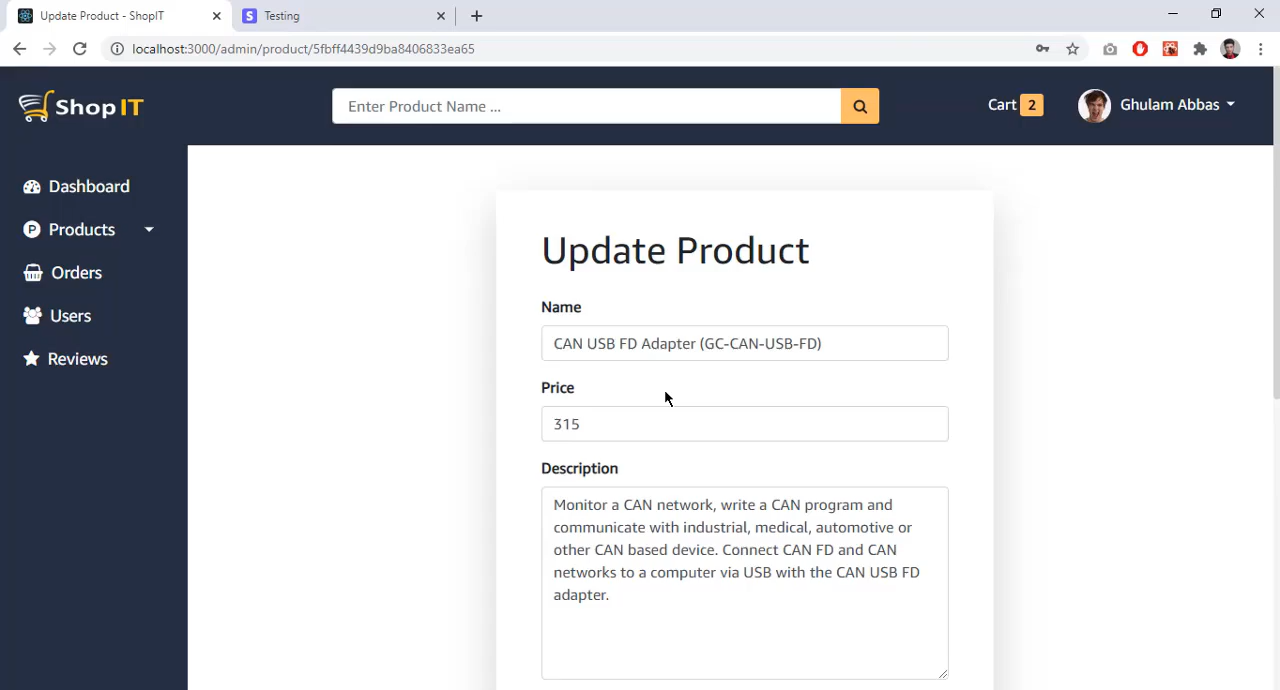 Update Product - ShopIT
S Testing
localhost:3000/admin/product/5fbff4439d9ba8406833ea65
Shop IT
Enter Product Name ...
Cart 2
Ghulam Abbas
Dashboard
P Products
Orders
Users
Reviews
Update Product
Name
CAN USB FD Adapter (GC-CAN-USB-FD)
Price
315
Description
Monitor a CAN network, write a CAN program and
communicate with industrial, medical, automotive or
other CAN based device. Connect CAN FD and CAN
networks to a computer via USB with the CAN USB FD
adapter.